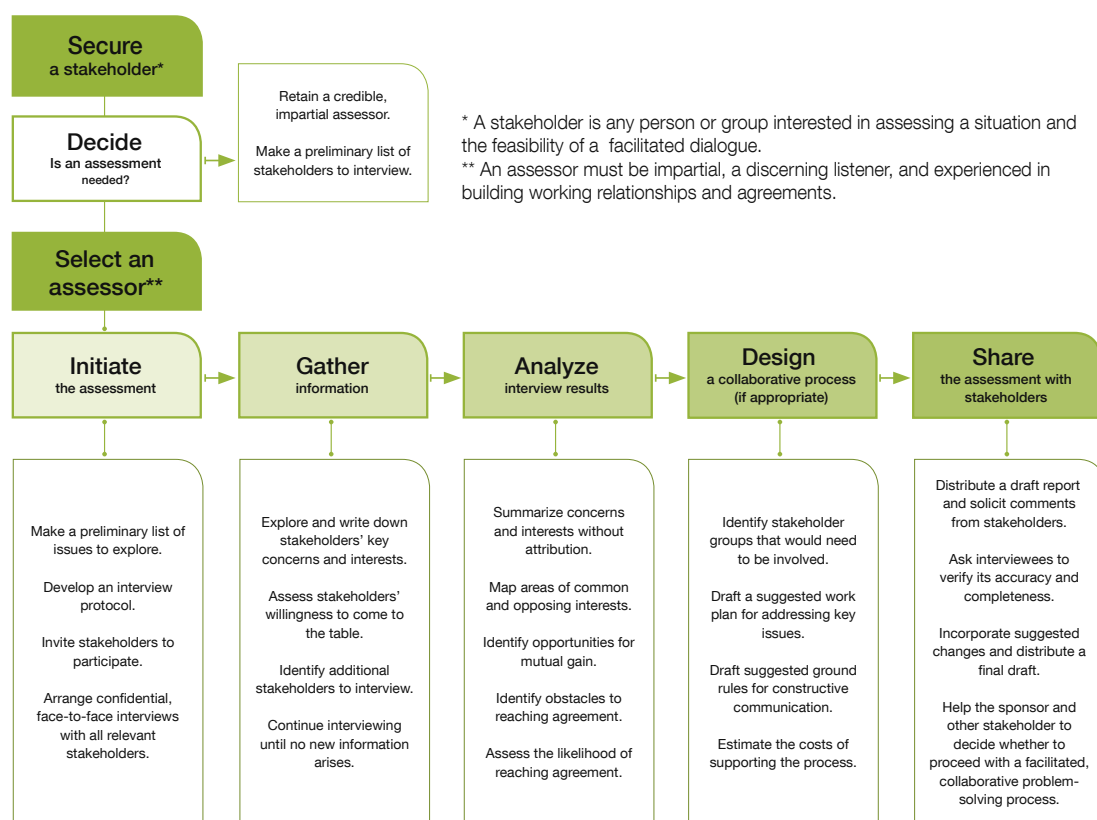 Secure
a stakeholder*
Decide
Is an assessment
needed?
Retain a credible,
impartial assessor.
Make a preliminary list of
stakeholders to interview.
* A stakeholder is any person or group interested in assessing a situation and
the feasibility of a facilitated dialogue.
** An assessor must be impartial, a discerning listener, and experienced in
building working relationships and agreements.
Select an
assessor**
Initiate
the assessment
Gather
information
Analyze
interview results
Design
a collaborative process
(if appropriate)
Share
the assessment with
stakeholders
Make a preliminary list of
issues to explore.
Develop an interview
protocol.
Invite stakeholders to
participate.
Arrange confidential,
face-to-face interviews
with all relevant
stakeholders.
Explore and write down
stakeholders’ key
concerns and interests.
Assess stakeholders’
willingness to come to
the table.
Identify additional
stakeholders to interview.
Continue interviewing
until no new information
arises.
Summarize concerns
and interests without
attribution.
Map areas of common
and opposing interests.
Identify opportunities for
mutual gain.
Identify obstacles to
reaching agreement.
Assess the likelihood of
reaching agreement.
Identify stakeholder
groups that would need
to be involved.
Draft a suggested work
plan for addressing key
issues.
Draft suggested ground
rules for constructive
communication.
Estimate the costs of
supporting the process.
Distribute a draft report
and solicit comments
from stakeholders.
Ask interviewees to
verify its accuracy and
completeness.
Incorporate suggested
changes and distribute a
final draft.
Help the sponsor and
other stakeholder to
decide whether to
proceed with a facilitated,
collaborative problem-
solving process.